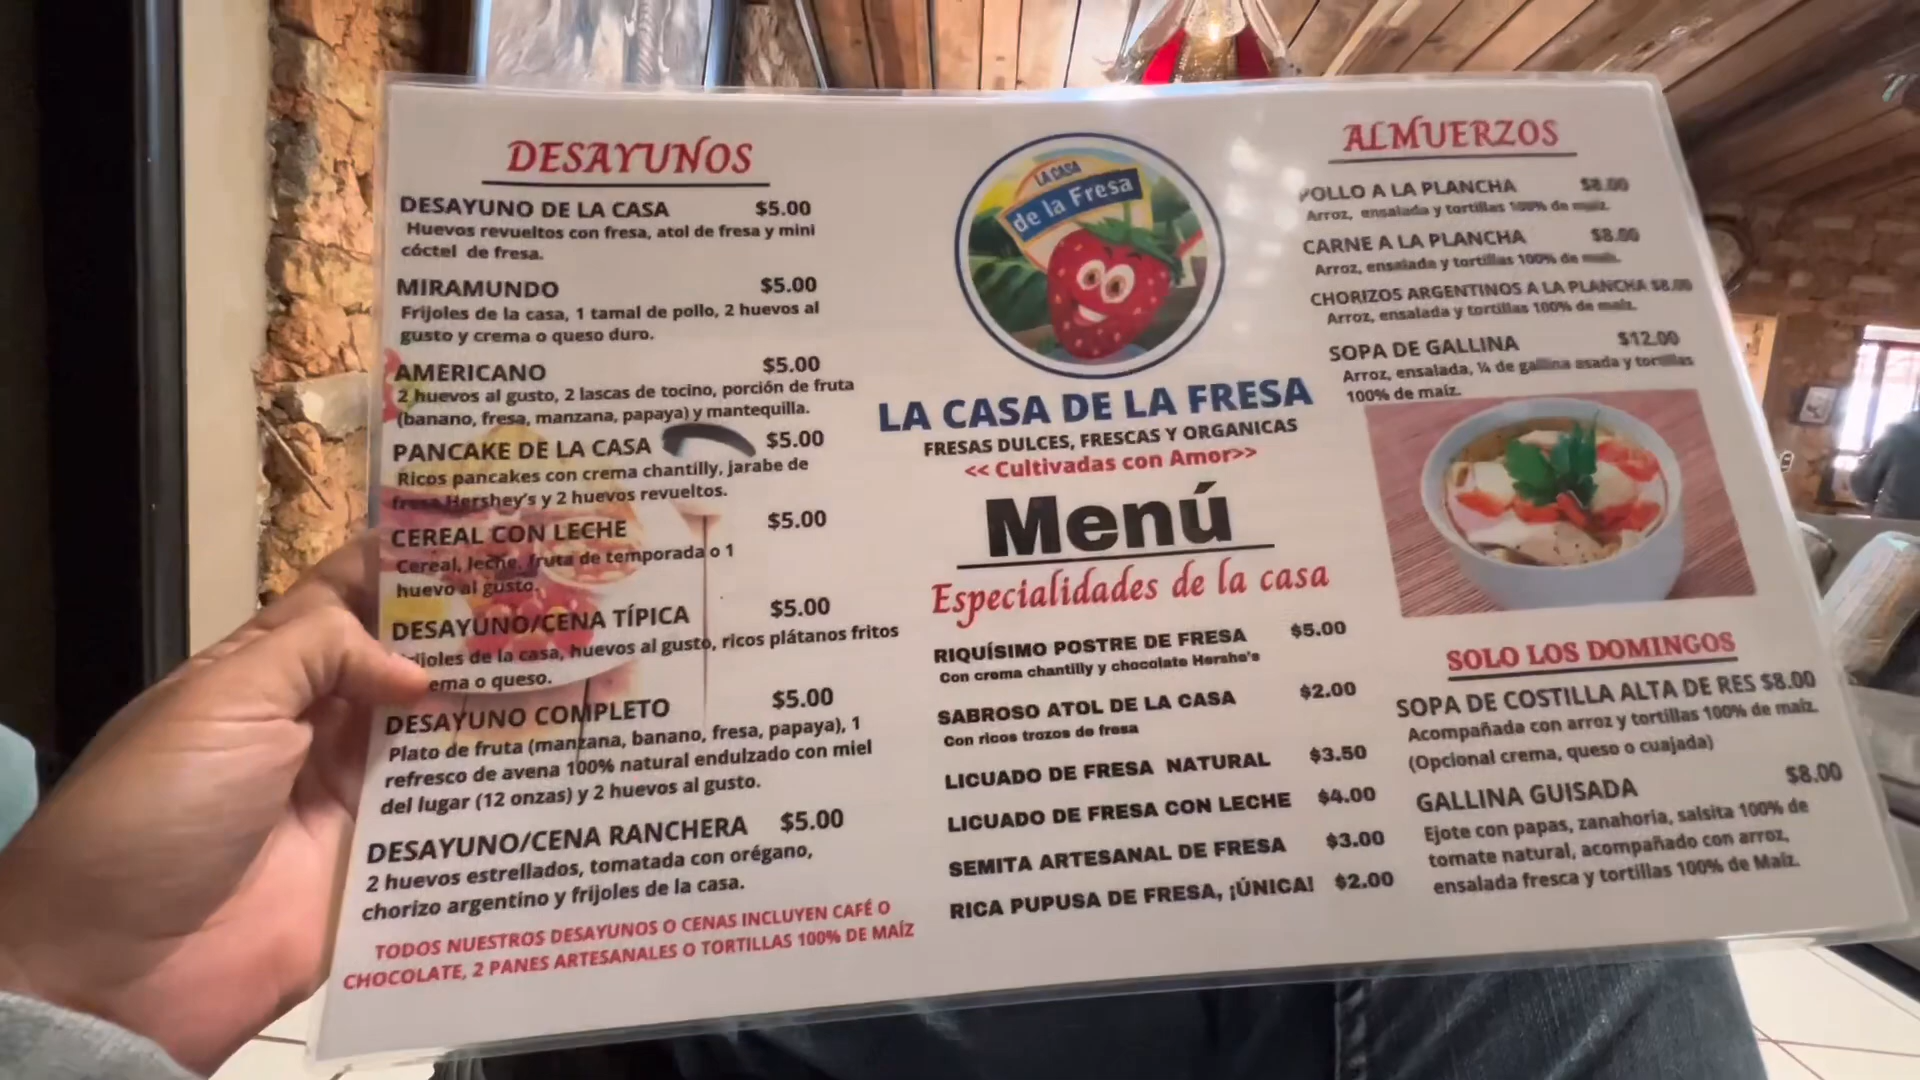 DESAYUNOS
DESAYUNO DE LA CASA $5.00
Huevos revueltos con fresa, atol de fresa y mini
cóctel de fresa.
MIRAMUNDO $5.00
Frijoles de la casa, 1 tamal de pollo, 2 huevos al
gusto y crema o queso duro.
AMERICANO $5.00
2 huevos al gusto, 2 lascas de tocino, porción de fruta
(banano, fresa, manzana, papaya) y mantequilla.
PANCAKE DE LA CASA $5.00
Ricos pancakes con crema chantilly, jarabe de
fresa Hershey's y 2 huevos revueltos.
CEREAL CON LECHE $5.00
Cereal, leche, fruta de temporada o 1
huevo al gusto.
DESAYUNO/CENA TÍPICA $5.00
de la casa, huevos al gusto, ricos plátanos fritos
o queso.
DESAYUNO COMPLETO $5.00
Plato de fruta (manzana, banano, fresa, papaya), 1
refresco de avena 100% natural endulzado con miel
del lugar (12 onzas) y 2 huevos al gusto.
DESAYUNO/CENA RANCHERA $5.00
2 huevos estrellados, tomatada con orégano,
chorizo argentino y frijoles de la casa.
TODOS NUESTROS DESAYUNOS O CENAS INCLUYEN CAFÉ O
CHOCOLATE, 2 PANES ARTESANALES O TORTILLAS 100% DE MAÍZ
LA CASA
de la Fresa
LA CASA DE LA FRESA
FRESAS DULCES, FRESCAS Y ORGANICAS
<< Cultivadas con Amor>>
Menú
Especialidades de la casa
RIQUÍSIMO POSTRE DE FRESA $5.00
Con crema chantilly y chocolate Hershe's
SABROSO ATOL DE LA CASA $2.00
Con ricos trozos de fresa
LICUADO DE FRESA NATURAL $3.50
LICUADO DE FRESA CON LECHE $4.00
SEMITA ARTESANAL DE FRESA $3.00
RICA PUPUSA DE FRESA, ¡ÚNICA! $2.00
ALMUERZOS
POLLO A LA PLANCHA $8.00
Arroz, ensalada y tortillas 100% de maíz.
CARNE A LA PLANCHA $8.00
Arroz, ensalada y tortillas 100% de maíz.
CHORIZOS ARGENTINOS A LA PLANCHA $8.00
Arroz, ensalada y tortillas 100% de maíz.
SOPA DE GALLINA $12.00
Arroz, ensalada, ¼ de gallina asada y tortillas
100% de maíz.
SOLO LOS DOMINGOS
SOPA DE COSTILLA ALTA DE RES $8.00
Acompañada con arroz y tortillas 100% de maíz.
(Opcional crema, queso o cuajada)
GALLINA GUISADA $8.00
Ejote con papas, zanahoria, salsita 100% de
tomate natural, acompañado con arroz,
ensalada fresca y tortillas 100% de Maíz.